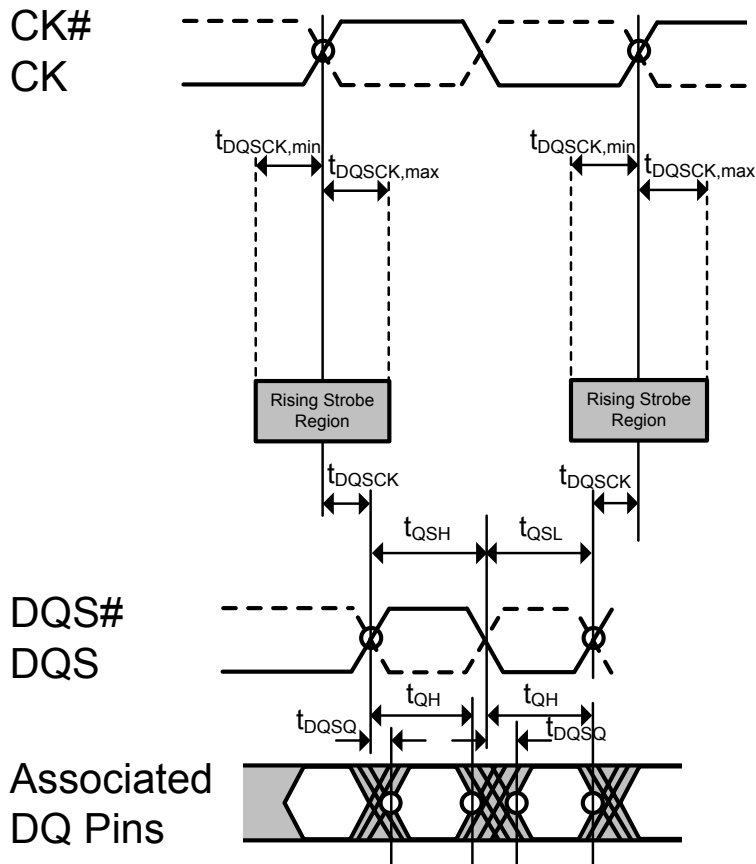 CK#
CK
tDQSCK,min
tDQSCK,max
tDQSCK,min
tDQSCK,max
Rising Strobe
Region
Rising Strobe
Region
tDQSCK
tDQSCK
tQSH
tQSL
DQS#
DQS
tQH
tQH
tDQSQ
tDQSQ
Associated
DQ Pins